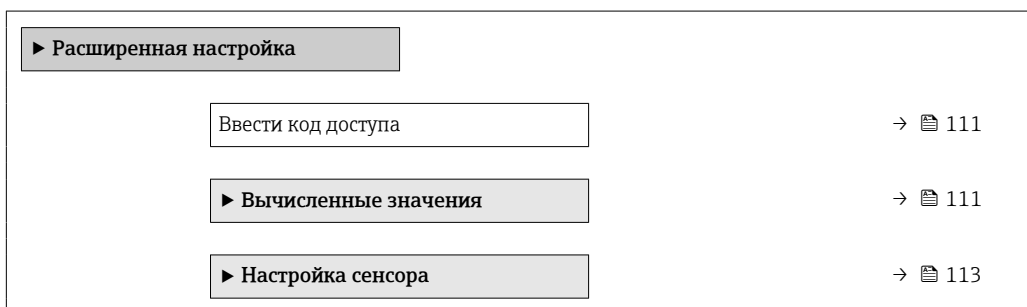 ▶ Расширенная настройка
Ввести код доступа → 111
▶ Вычисленные значения → 111
▶ Настройка сенсора → 113